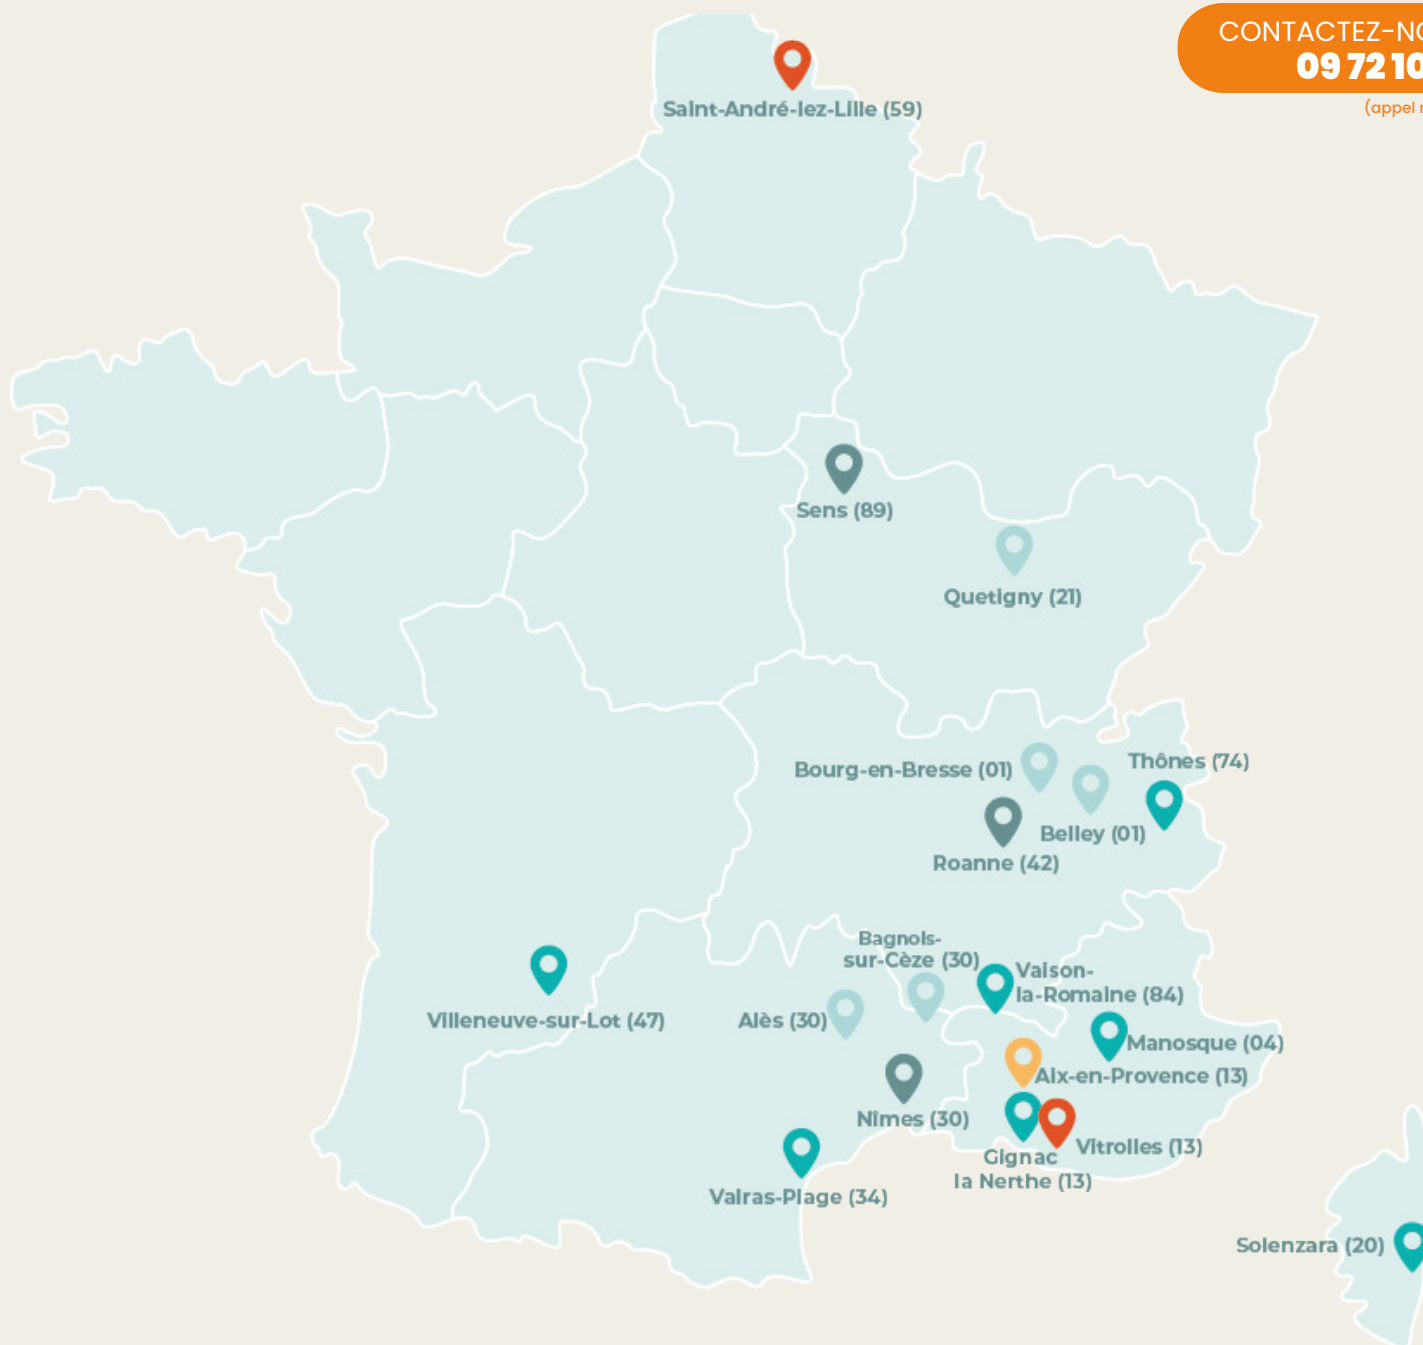 CONTACTEZ-NO
09 72 10
(appel
Saint-André-lez-Lille (59)
Sens (89)
Quetigny (21)
Bourg-en-Bresse (01)
Thônes (74)
Belley (01)
Roanne (42)
Bagnols-
sur-Cèze (30)
Vaison-
la-Romaine (84)
Villeneuve-sur-Lot (47)
Alès (30)
Manosque (04)
Aix-en-Provence (13)
Nîmes (30)
Vitrolles (13)
Gignac
la Nerthe (13)
Valras-Plage (34)
Solenzara (20)